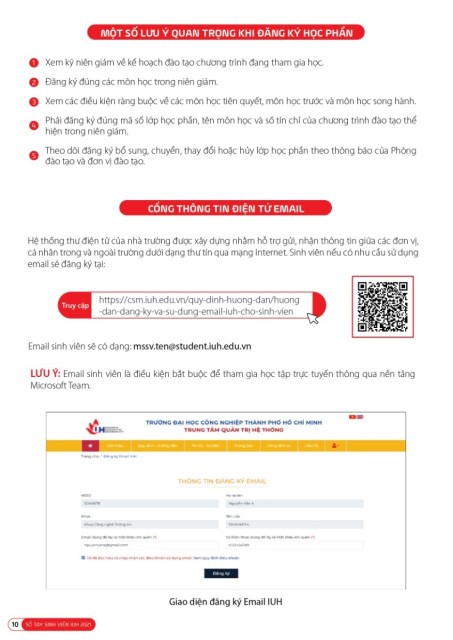 MỘT SỐ LƯU Ý QUAN TRỌNG KHI ĐĂNG KÝ HỌC PHẦN
1 Xem kỹ niên giám về kế hoạch đào tạo chương trình đang tham gia học.
2 Đăng ký đúng các môn học trong niên giám.
3 Xem các điều kiện ràng buộc về các môn học tiên quyết, môn học trước và môn học song hành.
4 Phải đăng ký đúng mã số lớp học phần, tên môn học và số tín chỉ của chương trình đào tạo thể
hiện trong niên giám.
5 Theo dõi đăng ký bổ sung, chuyển, thay đổi hoặc hủy lớp học phần theo thông báo của Phòng
đào tạo và đơn vị đào tạo.
CỔNG THÔNG TIN ĐIỆN TỬ EMAIL
Hệ thống thư điện tử của nhà trường được xây dựng nhằm hỗ trợ gửi, nhận thông tin giữa các đơn vị,
cá nhân trong và ngoài trường dưới dạng thư tín qua mạng Internet. Sinh viên nếu có nhu cầu sử dụng
email sẽ đăng ký tại:
Truy cập
https://csm.iuh.edu.vn/quy-dinh-huong-dan/huong
-dan-dang-ky-va-su-dung-email-iuh-cho-sinh-vien
Email sinh viên sẽ có dạng: mssv.ten@student.iuh.edu.vn
LƯU Ý: Email sinh viên là điều kiện bắt buộc để tham gia học tập trực tuyến thông qua nền tảng
Microsoft Team.
IUH
TRƯỜNG ĐẠI HỌC CÔNG NGHIỆP THÀNH PHỐ HỒ CHÍ MINH
TRUNG TÂM QUẢN TRỊ HỆ THỐNG
THÔNG TIN ĐĂNG KÝ EMAIL
MSSV
Họ và tên
Nguyễn Văn A
Khoa
Khoa Công nghệ Thông tin
Đăng ký
Giao diện đăng ký Email IUH
10 SỔ TAY SINH VIÊN IUH 2021